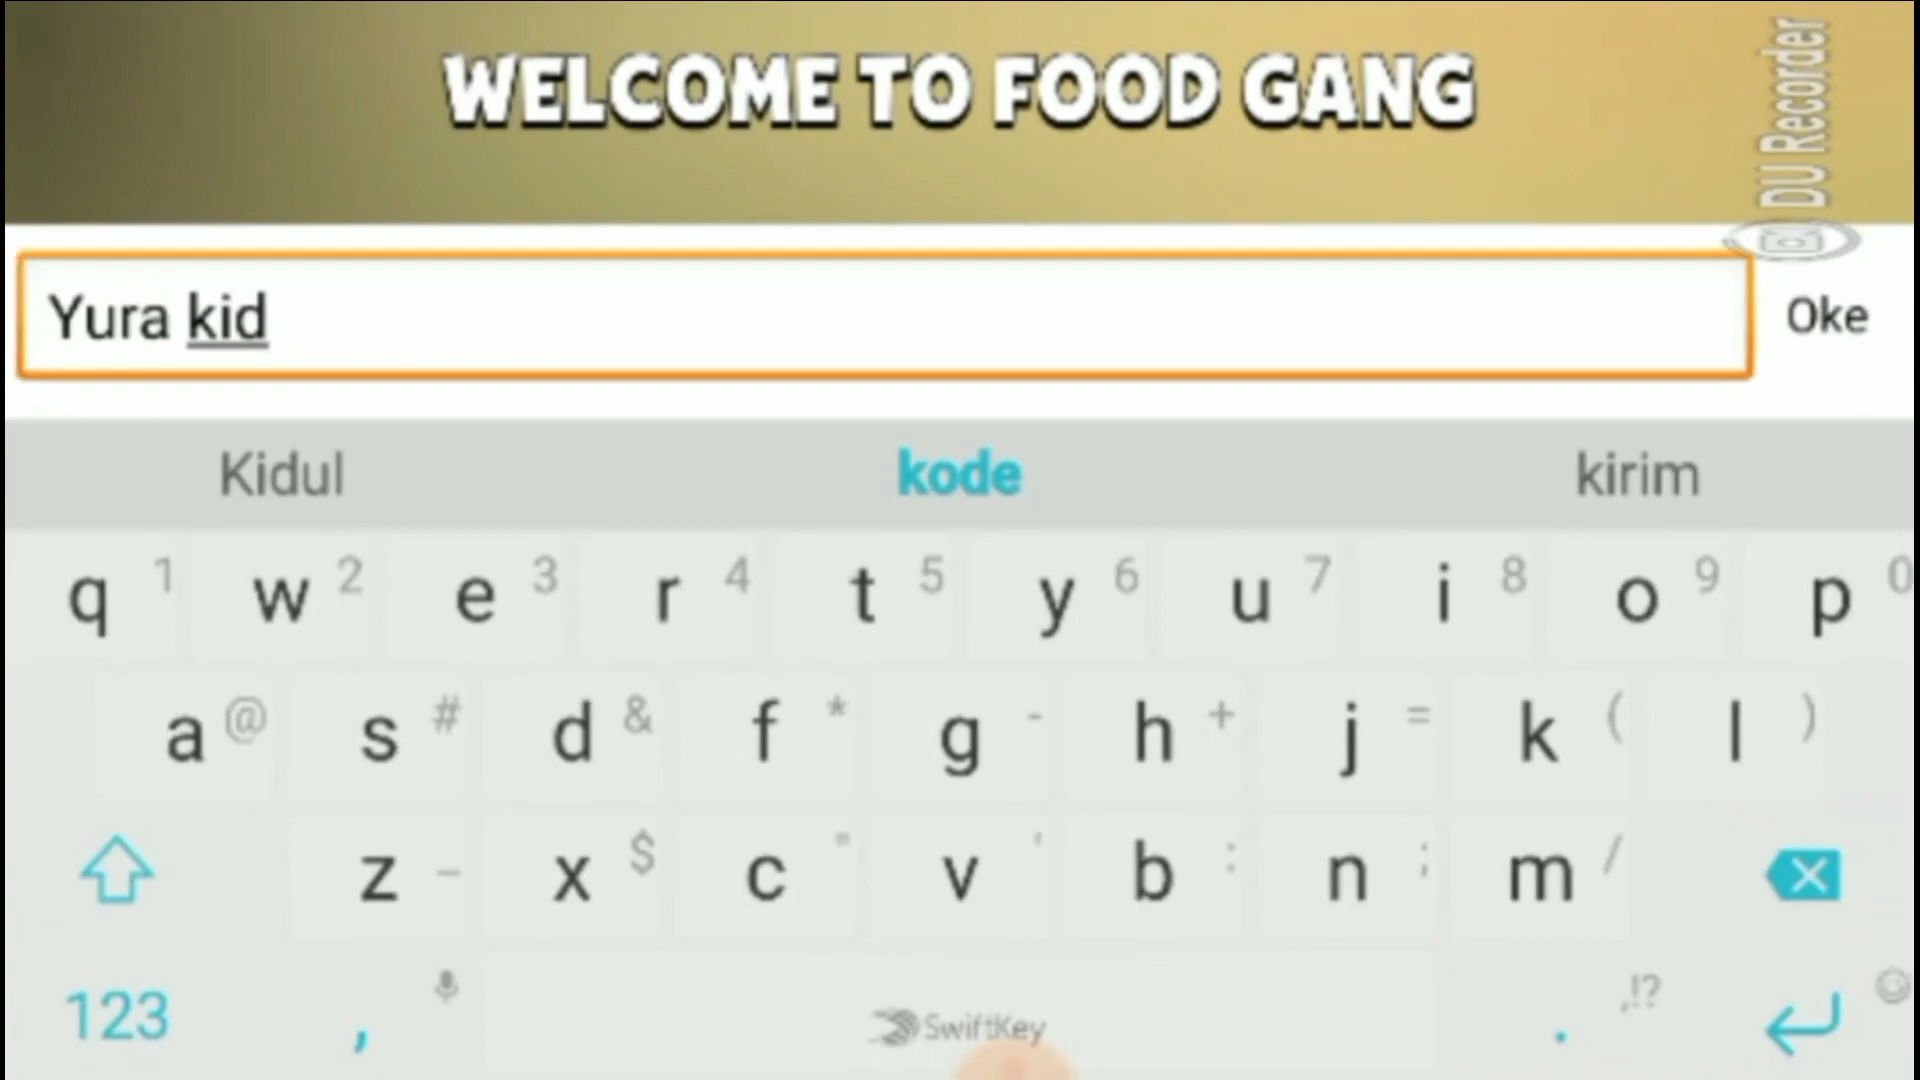 WELCOME TO FOOD GANG
DU Recorder
Yura kid
Oke
Kidul kode kirim
q 1 w 2 e 3 r 4 t 5 y 6 u 7 i 8 o 9 p 0
a @ s # d & f * g - h + j = k ( l )
z _ x $ c " v ' b : n ; m /
123 , SwiftKey . ,!?